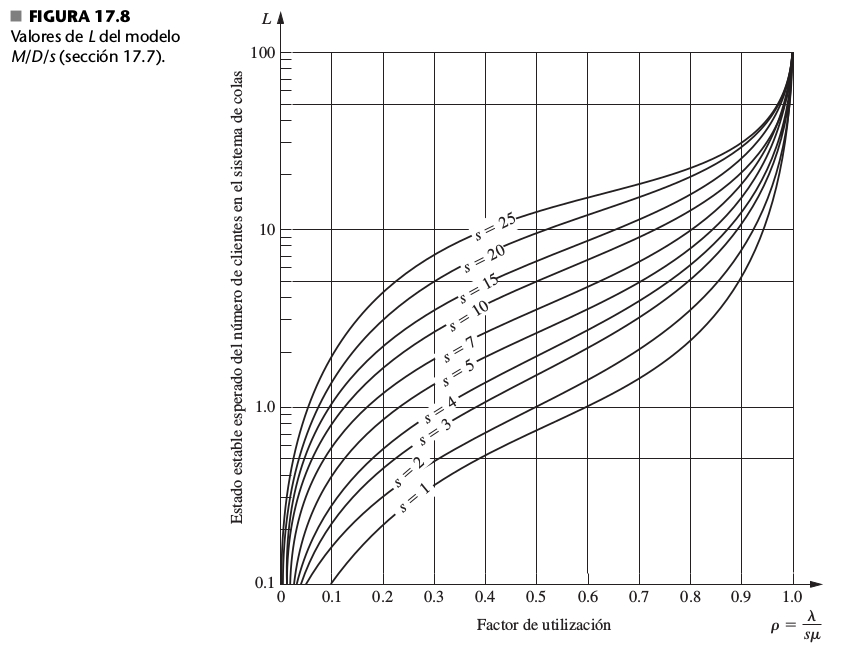 FIGURA 17.8
Valores de L del modelo
M/D/s (sección 17.7).
L
Estado estable esperado del número de clientes en el sistema de colas
100
10
1.0
0.1
s = 25
s = 20
s = 15
s = 10
s = 7
s = 5
s = 4
s = 3
s = 2
s = 1
0 0.1 0.2 0.3 0.4 0.5 0.6 0.7 0.8 0.9 1.0
Factor de utilización
ρ = λ/sμ